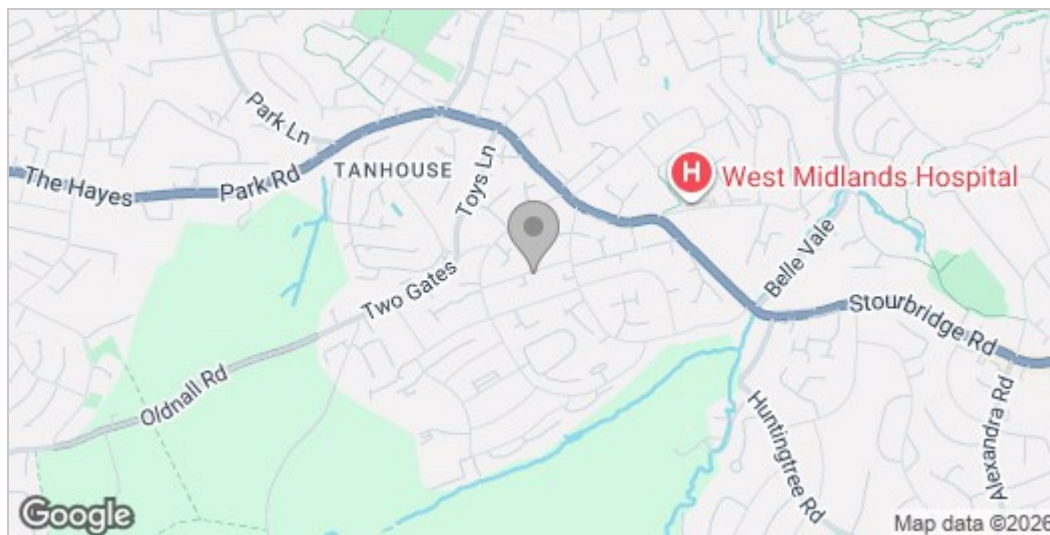 Park Ln
The Hayes
Park Rd
TANHOUSE
Toys Ln
H
West Midlands Hospital
Two Gates
Belle Vale
Stourbridge Rd
Oldnall Rd
Huntingtree Rd
Alexandra Rd
Google
Map data ©2026